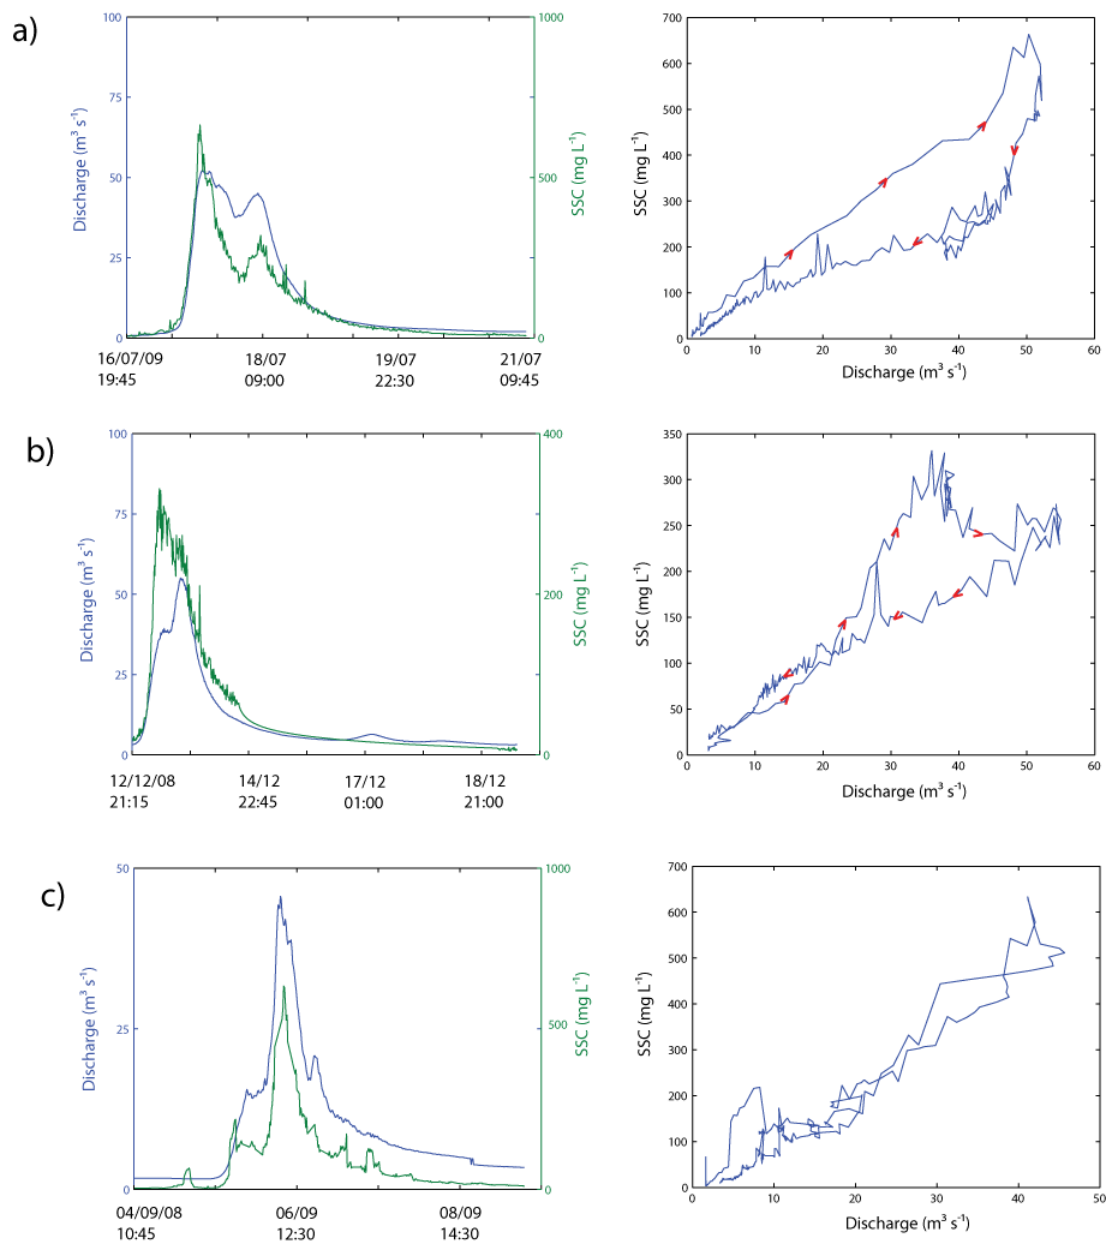 a)
100
75
50
25
0
Discharge (m³ s⁻¹)
1000
500
0
SSC (mg L⁻¹)
16/07/09 18/07 19/07 21/07
19:45 09:00 22:30 09:45
700
600
500
400
300
200
100
0
SSC (mg L⁻¹)
0 10 20 30 40 50 60
Discharge (m³ s⁻¹)
b)
100
75
50
25
0
Discharge (m³ s⁻¹)
400
200
0
SSC (mg L⁻¹)
12/12/08 14/12 17/12 18/12
21:15 22:45 01:00 21:00
350
300
250
200
150
100
50
0
SSC (mg L⁻¹)
0 10 20 30 40 50 60
Discharge (m³ s⁻¹)
c)
50
25
0
Discharge (m³ s⁻¹)
1000
500
0
SSC (mg L⁻¹)
04/09/08 06/09 08/09
10:45 12:30 14:30
700
600
500
400
300
200
100
0
SSC (mg L⁻¹)
0 10 20 30 40 50
Discharge (m³ s⁻¹)